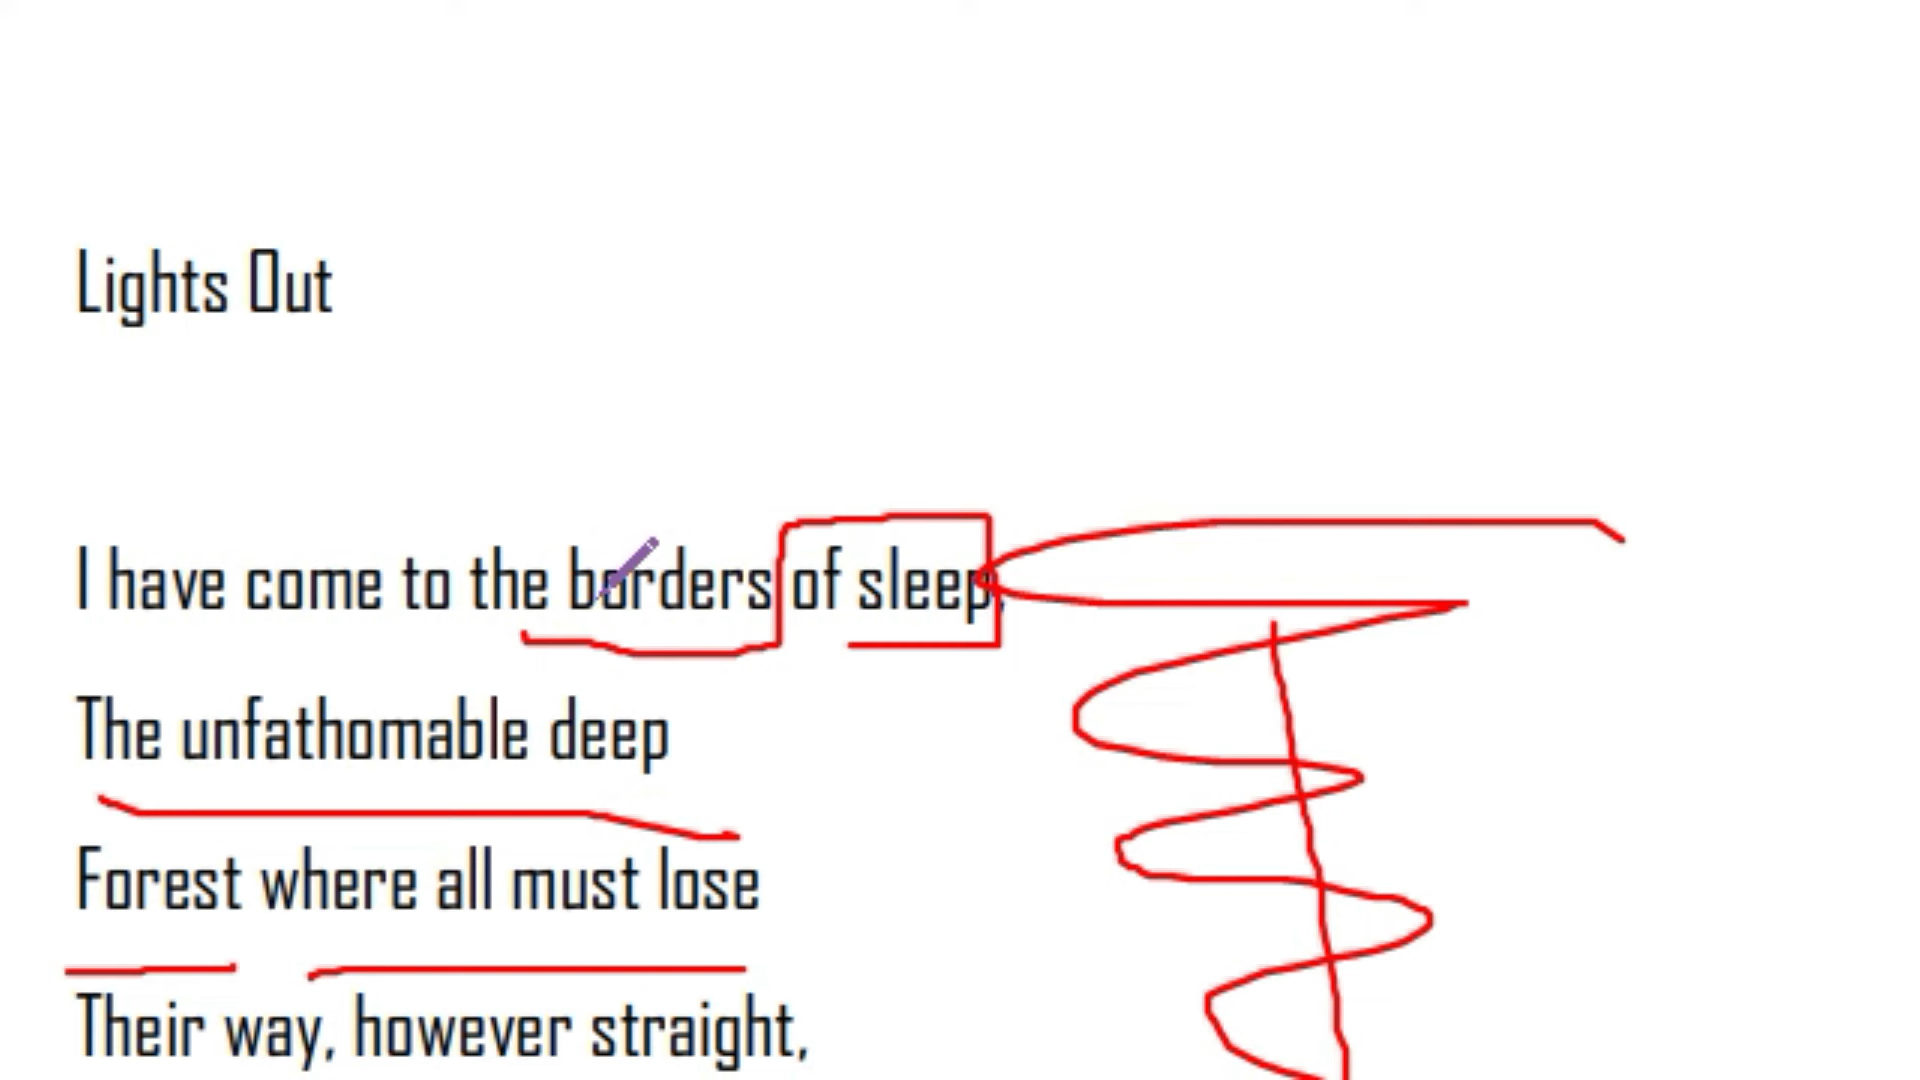 Lights Out
I have come to the borders of sleep,
The unfathomable deep
Forest where all must lose
Their way, however straight,